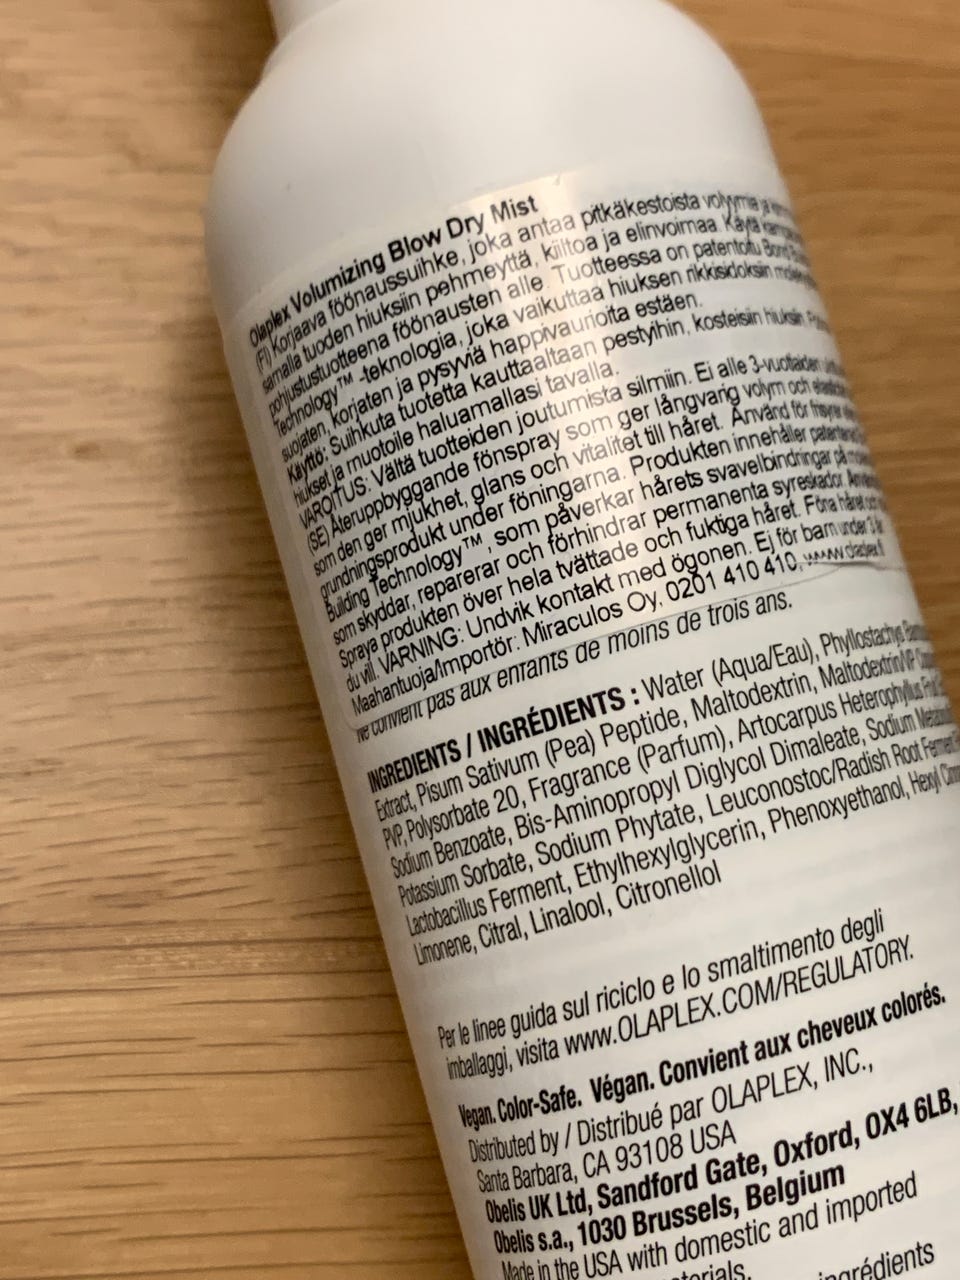 Olaplex Volumizing Blow Dry Mist
(FI) Korjaava föönaussuihke, joka antaa pitkäkestoista volyymia ja
samalla tuoden hiuksiin pehmeyttä, kiiltoa ja elinvoimaa. Käytä
pohjustustuotteena föönausten alle. Tuotteessa on patentoitu Bond
Technology™ -teknologia, joka vaikuttaa hiuksen rikkisidoksiin
suojaten, korjaten ja pysyviä happivaurioita estäen.
Käyttö: Suihkuta tuotetta kauttaaltaan pestyihin, kosteisiin hiuksiin.
hiukset ja muotoile haluamallasi tavalla.
VAROITUS: Vältä tuotteiden joutumista silmiin. Ei alle 3-vuotiaiden
(SE) Återuppbyggande fönspray som ger långvarig volym och
som den ger mjukhet, glans och vitalitet till håret. Använd för
grundningsprodukt under föningarna. Produkten innehåller
Building Technology™, som påverkar hårets svavelbindringar på
som skyddar, reparerar och förhindrar permanenta syreskador.
Spraya produkten över hela tvättade och fuktiga håret. Föna håret och
du vill. VARNING: Undvik kontakt med ögonen. Ej för barn under 3 år.
Maahantuoja/Importör: Miraculos Oy, 0201 410 410, www.olaplex.fi
Ne convient pas aux enfants de moins de trois ans.
INGREDIENTS / INGRÉDIENTS : Water (Aqua/Eau), Phyllostachys
Extract, Pisum Sativum (Pea) Peptide, Maltodextrin, Maltodextrin/VP
PVP, Polysorbate 20, Fragrance (Parfum), Artocarpus Heterophyllus
Sodium Benzoate, Bis-Aminopropyl Diglycol Dimaleate, Sodium
Potassium Sorbate, Sodium Phytate, Leuconostoc/Radish Root Ferment
Lactobacillus Ferment, Ethylhexylglycerin, Phenoxyethanol, Hexyl
Limonene, Citral, Linalool, Citronellol
Per le linee guida sul riciclo e lo smaltimento degli
imballaggi, visita www.OLAPLEX.COM/REGULATORY.
Vegan. Color-Safe. Végan. Convient aux cheveux colorés.
Distributed by / Distribué par OLAPLEX, INC.,
Santa Barbara, CA 93108 USA
Obelis UK Ltd, Sandford Gate, Oxford, OX4 6LB,
Obelis s.a., 1030 Brussels, Belgium
Made in the USA with domestic and imported
ingrédients